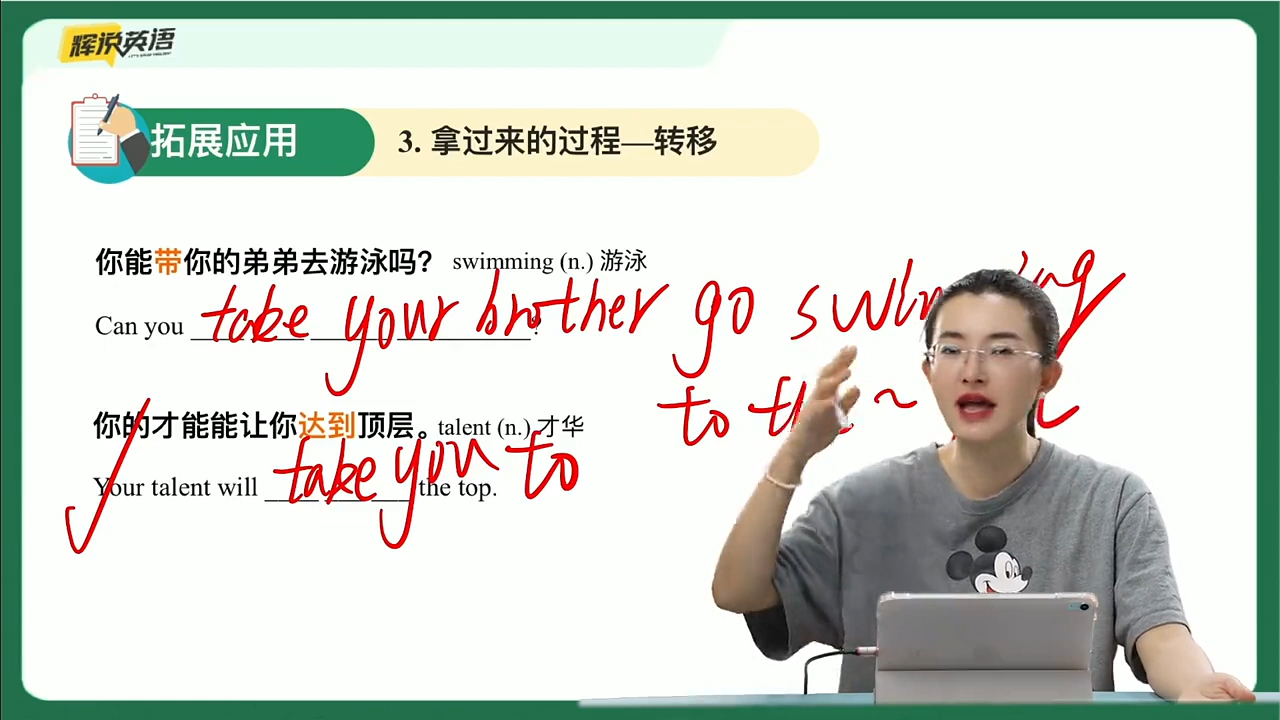 辉说英语
拓展应用
3. 拿过来的过程—转移
你能带你的弟弟去游泳吗? swimming (n.) 游泳
Can you take your brother ? go
你的才能能让你达到顶层。talent (n.) 才华
to
Your talent will take you to the top.